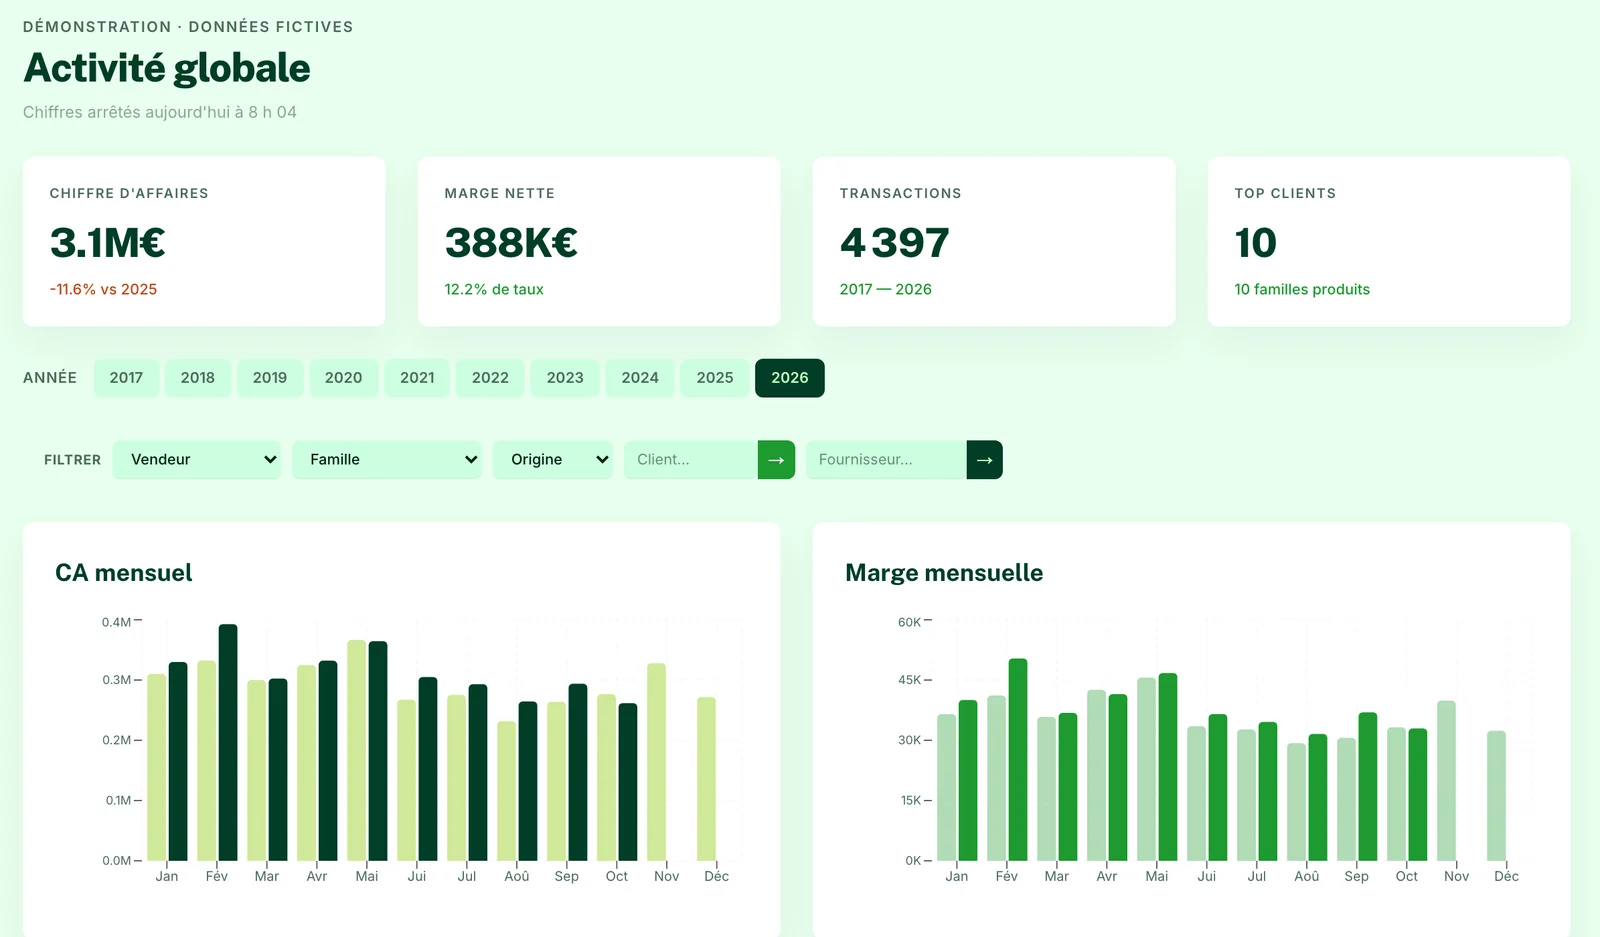 DÉMONSTRATION · DONNÉES FICTIVES
Activité globale
Chiffres arrêtés aujourd'hui à 8 h 04
CHIFFRE D'AFFAIRES
3.1M€
-11.6% vs 2025
MARGE NETTE
388K€
12.2% de taux
TRANSACTIONS
4 397
2017 — 2026
TOP CLIENTS
10
10 familles produits
ANNÉE 2017 2018 2019 2020 2021 2022 2023 2024 2025 2026
FILTRER Vendeur Famille Origine Client... → Fournisseur... →
CA mensuel
0.4M
0.3M
0.2M
0.1M
0.0M
Jan Fév Mar Avr Mai Jui Jul Aoû Sep Oct Nov Déc
Marge mensuelle
60K
45K
30K
15K
0K
Jan Fév Mar Avr Mai Jui Jul Aoû Sep Oct Nov Déc